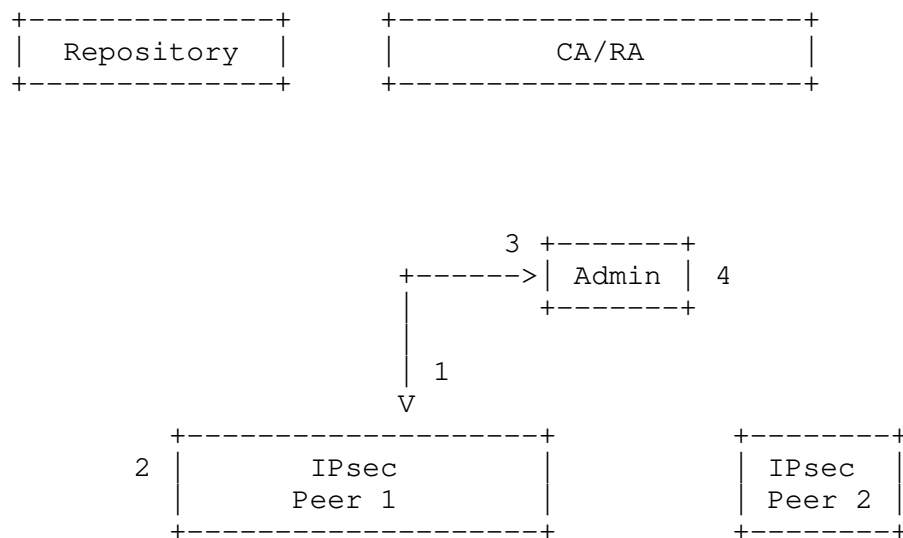 +--------------+     +-----------------------+
|  Repository  |     |         CA/RA         |
+--------------+     +-----------------------+
3 +-------+
+------>| Admin | 4
|       +-------+
|
| 1
V
+--------------------+          +--------+
2 |       IPsec        |          | IPsec  |
|      Peer 1        |          | Peer 2 |
+--------------------+          +--------+